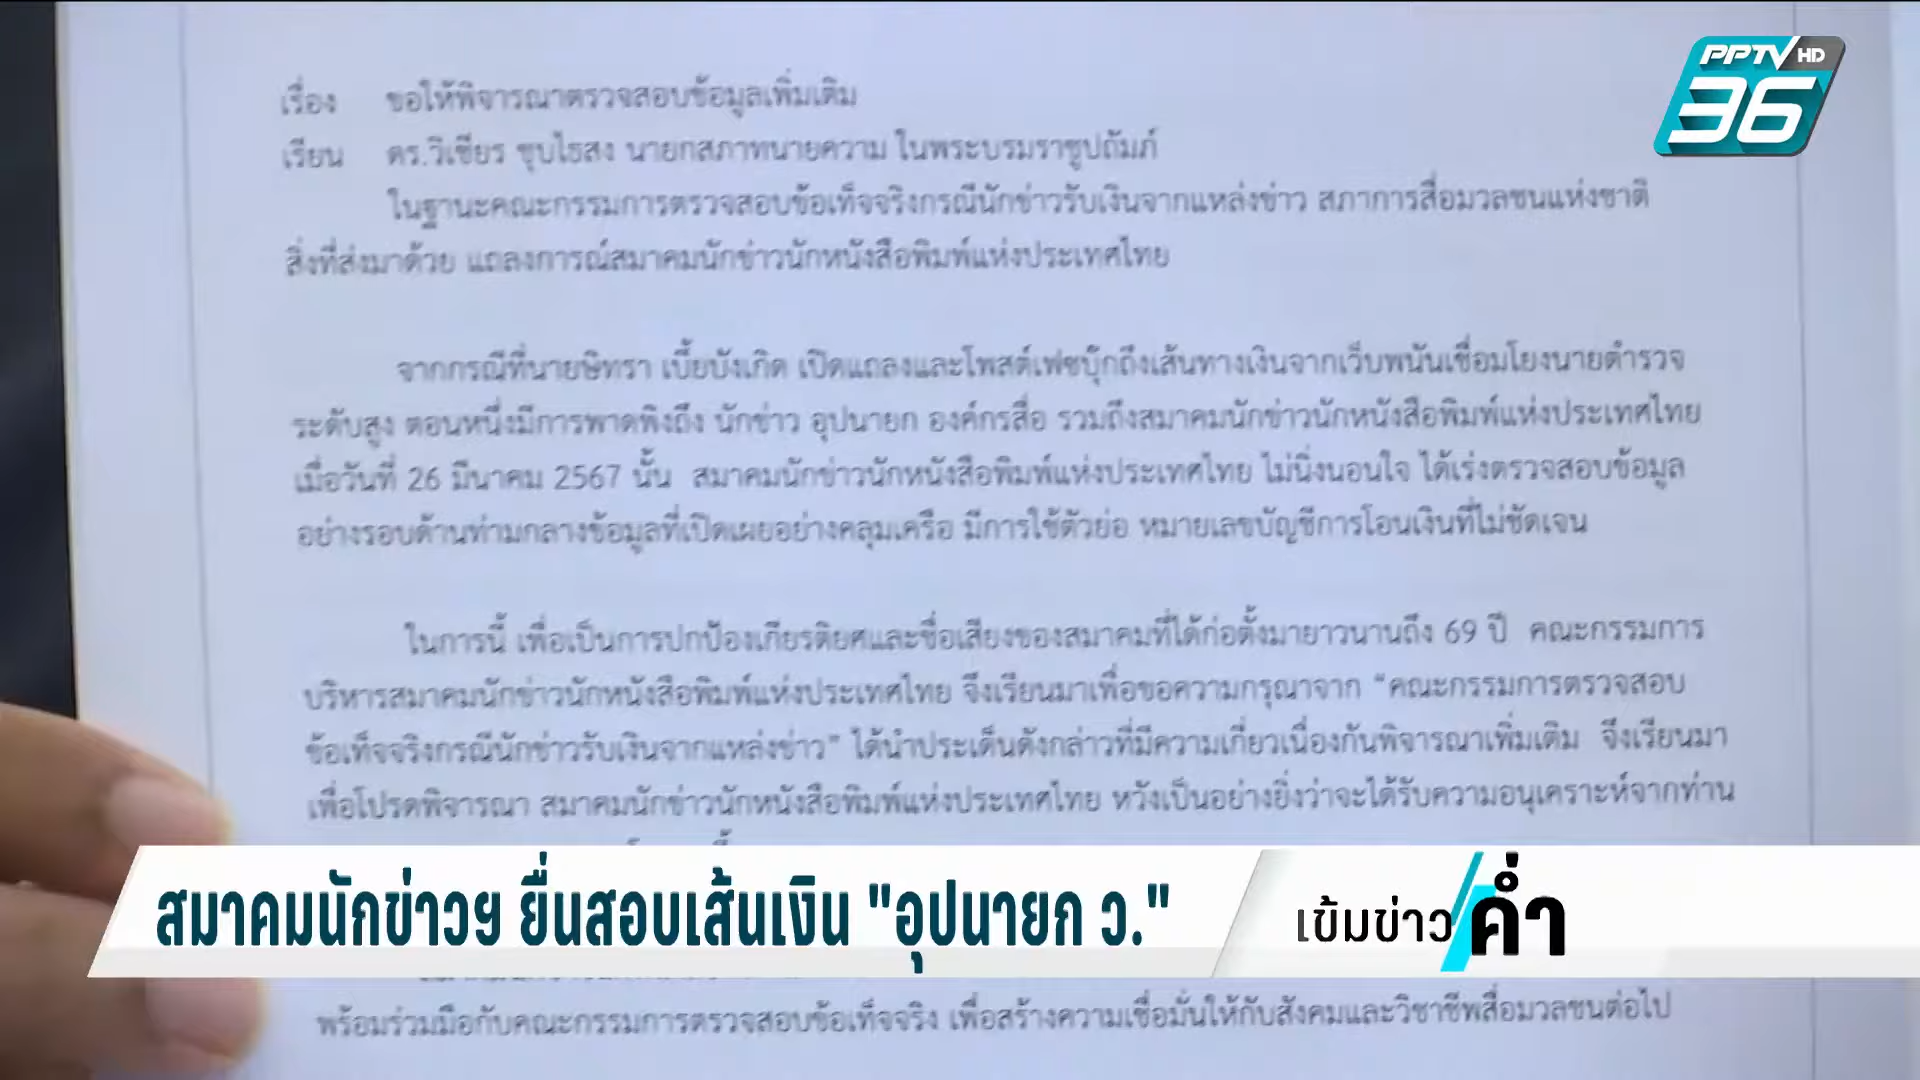 PPTV HD
36
เรื่อง ขอให้พิจารณาตรวจสอบข้อมูลเพิ่มเติม
เรียน ดร.วิเชียร ชุบไธสง นายกสภาทนายความ ในพระบรมราชูปถัมภ์
ในฐานะคณะกรรมการตรวจสอบข้อเท็จจริงกรณีนักข่าวรับเงินจากแหล่งข่าว สภาการสื่อมวลชนแห่งชาติ
สิ่งที่ส่งมาด้วย แถลงการณ์สมาคมนักข่าวนักหนังสือพิมพ์แห่งประเทศไทย
จากกรณีที่นายษิทรา เบี้ยบังเกิด เปิดแถลงและโพสต์เฟซบุ๊กถึงเส้นทางเงินจากเว็บพนันเชื่อมโยงนายตำรวจ
ระดับสูง ตอนหนึ่งมีการพาดพิงถึง นักข่าว อุปนายก องค์กรสื่อ รวมถึงสมาคมนักข่าวนักหนังสือพิมพ์แห่งประเทศไทย
เมื่อวันที่ 26 มีนาคม 2567 นั้น สมาคมนักข่าวนักหนังสือพิมพ์แห่งประเทศไทย ไม่นิ่งนอนใจ ได้เร่งตรวจสอบข้อมูล
อย่างรอบด้านท่ามกลางข้อมูลที่เปิดเผยอย่างคลุมเครือ มีการใช้ตัวย่อ หมายเลขบัญชีการโอนเงินที่ไม่ชัดเจน
ในการนี้ เพื่อเป็นการปกป้องเกียรติยศและชื่อเสียงของสมาคมที่ได้ก่อตั้งมายาวนานถึง 69 ปี คณะกรรมการ
บริหารสมาคมนักข่าวนักหนังสือพิมพ์แห่งประเทศไทย จึงเรียนมาเพื่อขอความกรุณาจาก “คณะกรรมการตรวจสอบ
ข้อเท็จจริงกรณีนักข่าวรับเงินจากแหล่งข่าว” ได้นำประเด็นดังกล่าวที่มีความเกี่ยวเนื่องกันพิจารณาเพิ่มเติม จึงเรียนมา
เพื่อโปรดพิจารณา สมาคมนักข่าวนักหนังสือพิมพ์แห่งประเทศไทย หวังเป็นอย่างยิ่งว่าจะได้รับความอนุเคราะห์จากท่าน
สมาคมนักข่าวฯ ยื่นสอบเส้นเงิน "อุปนายก ว."
เข้มข่าวค่ำ
พร้อมร่วมมือกับคณะกรรมการตรวจสอบข้อเท็จจริง เพื่อสร้างความเชื่อมั่นให้กับสังคมและวิชาชีพสื่อมวลชนต่อไป